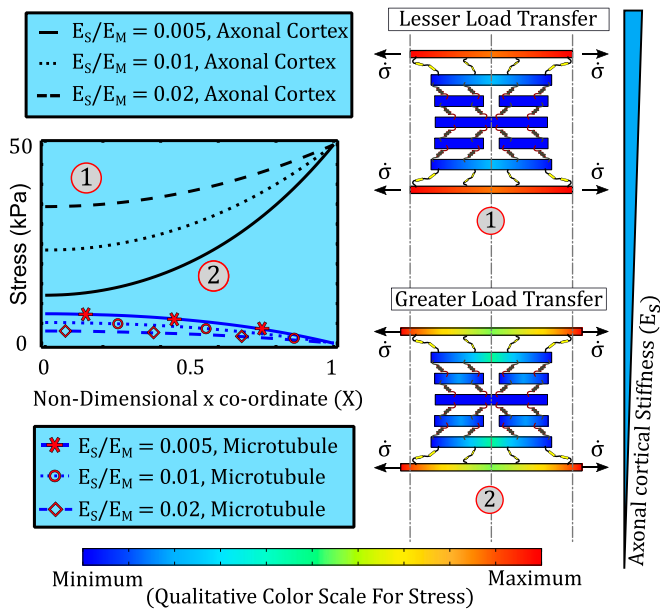 E_S/E_M = 0.005, Axonal Cortex
E_S/E_M = 0.01, Axonal Cortex
E_S/E_M = 0.02, Axonal Cortex
50
Stress (kPa)
0
1
2
0
0.5
1
Non-Dimensional x co-ordinate (X)
E_S/E_M = 0.005, Microtubule
E_S/E_M = 0.01, Microtubule
E_S/E_M = 0.02, Microtubule
Lesser Load Transfer
σ̇
σ̇
σ̇
σ̇
1
Greater Load Transfer
σ̇
σ̇
σ̇
σ̇
2
Axonal cortical Stiffness (E_S)
Minimum
Maximum
(Qualitative Color Scale For Stress)